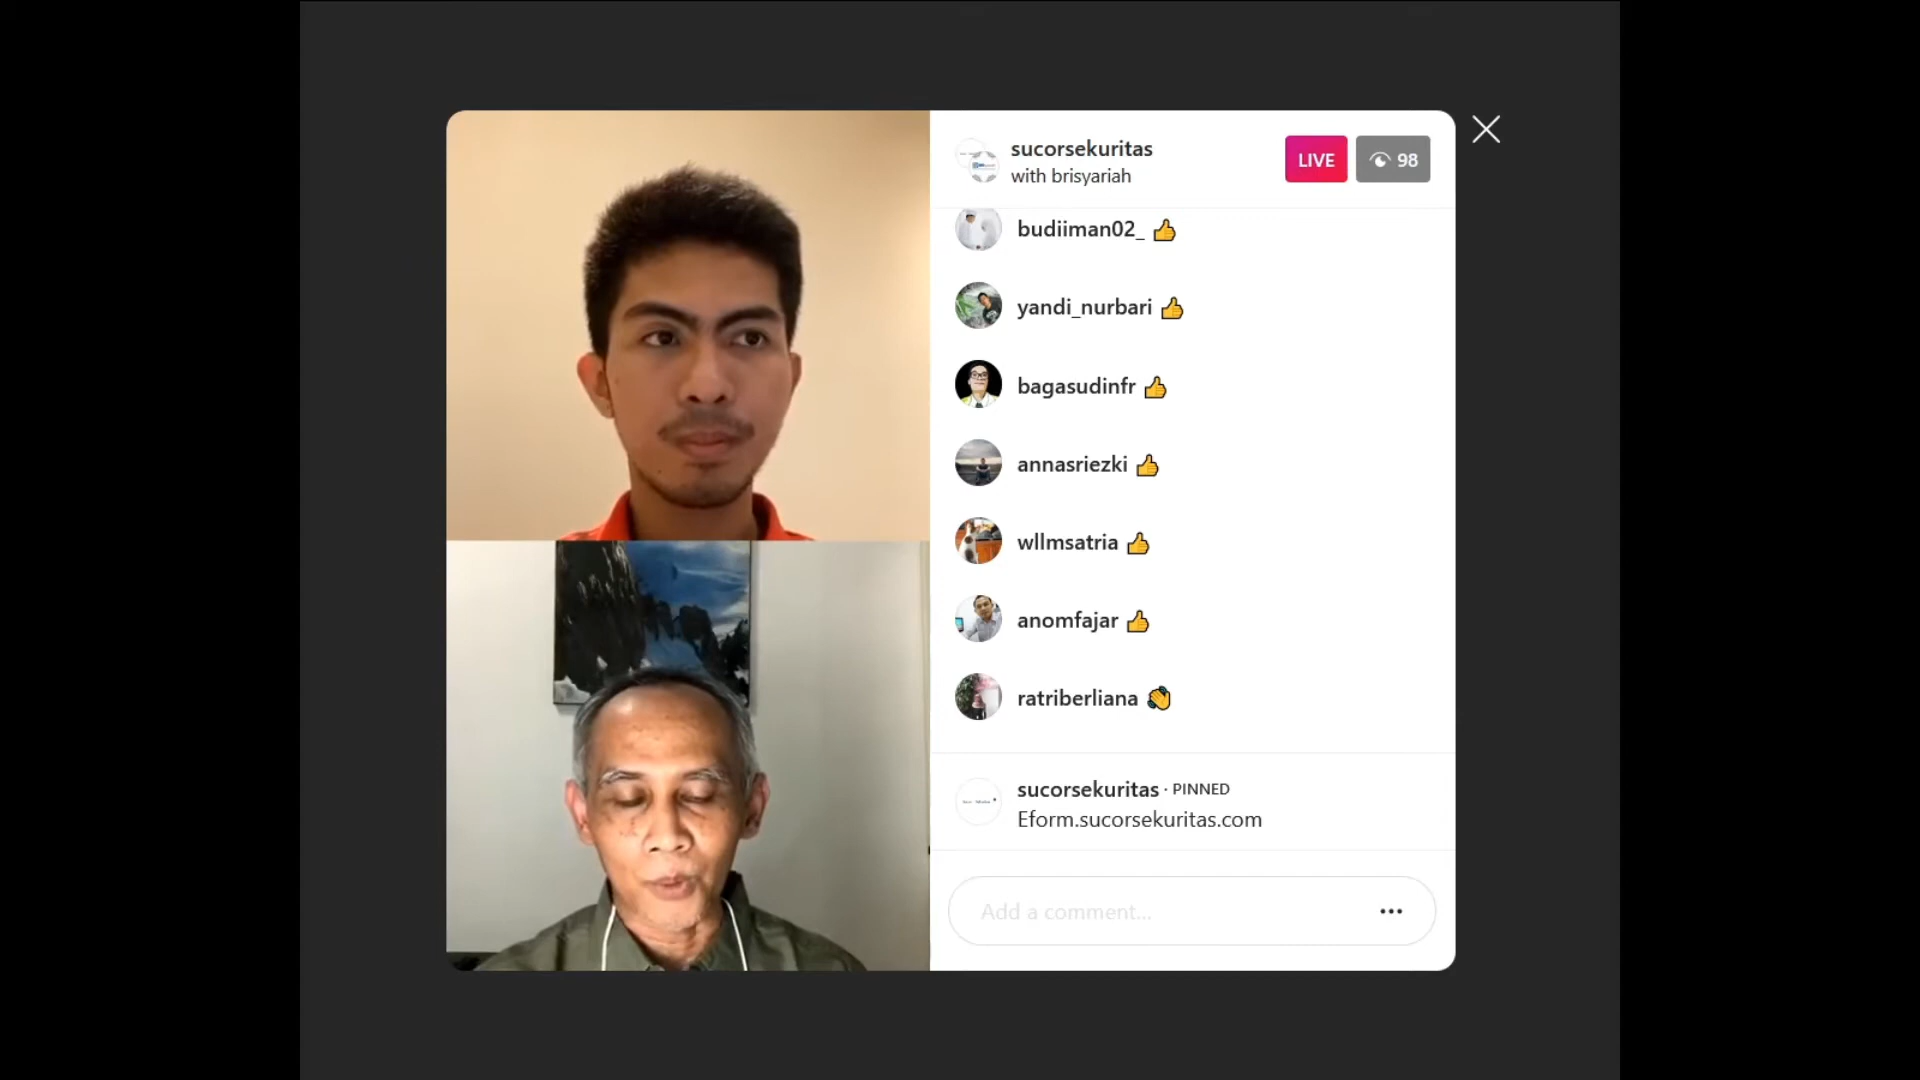 sucorsekuritas
with brisyariah
LIVE
98
budiiman02_ 👍
yandi_nurbari 👍
bagasudinfr 👍
annasriezki 👍
wllmsatria 👍
anomfajar 👍
ratriberliana 👏
sucorsekuritas · PINNED
Eform.sucorsekuritas.com
Add a comment...